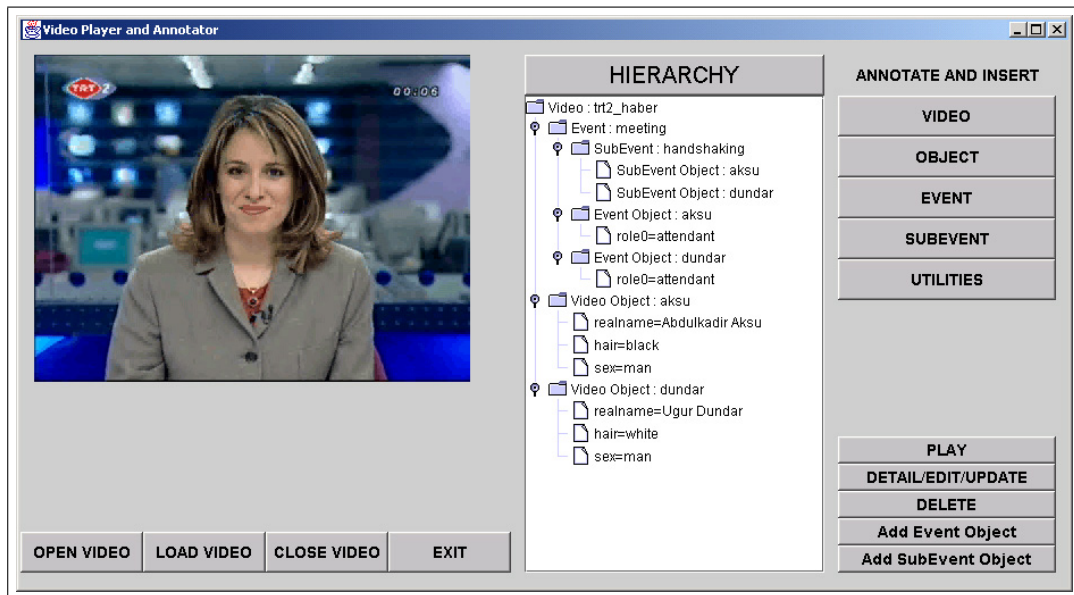 Video Player and Annotator
TRT 2
00:06
HIERARCHY
Video : trt2_haber
Event : meeting
SubEvent : handshaking
SubEvent Object : aksu
SubEvent Object : dundar
Event Object : aksu
role0=attendant
Event Object : dundar
role0=attendant
Video Object : aksu
realname=Abdulkadir Aksu
hair=black
sex=man
Video Object : dundar
realname=Ugur Dundar
hair=white
sex=man
ANNOTATE AND INSERT
VIDEO
OBJECT
EVENT
SUBEVENT
UTILITIES
PLAY
DETAIL/EDIT/UPDATE
DELETE
Add Event Object
Add SubEvent Object
OPEN VIDEO
LOAD VIDEO
CLOSE VIDEO
EXIT